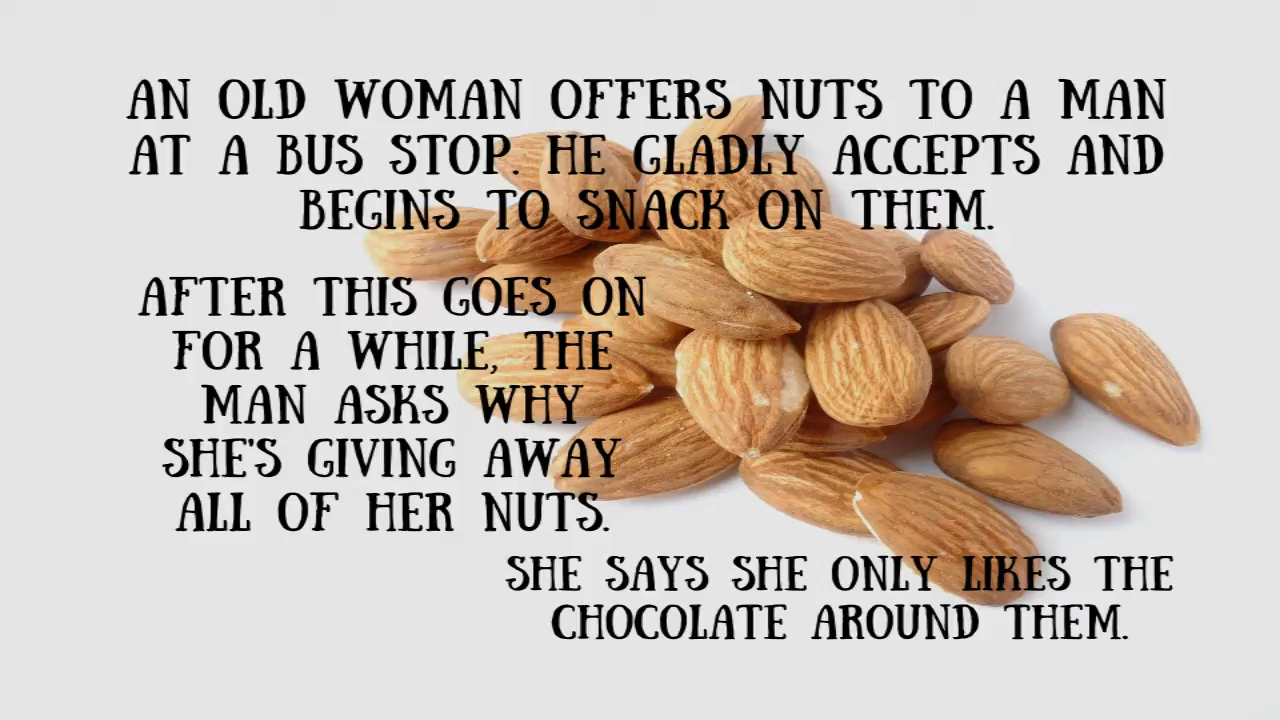 AN OLD WOMAN OFFERS NUTS TO A MAN
AT A BUS STOP. HE GLADLY ACCEPTS AND
BEGINS TO SNACK ON THEM.
AFTER THIS GOES ON
FOR A WHILE, THE
MAN ASKS WHY
SHE'S GIVING AWAY
ALL OF HER NUTS.
SHE SAYS SHE ONLY LIKES THE
CHOCOLATE AROUND THEM.